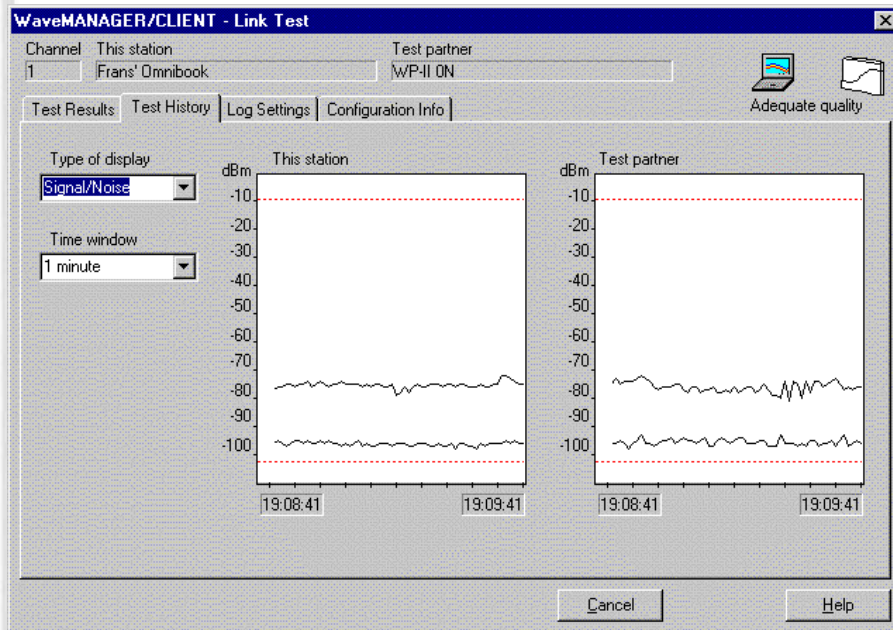 WaveMANAGER/CLIENT - Link Test
Channel This station Test partner
1 Frans' Omnibook WP-II 0N
Adequate quality
Test Results Test History Log Settings Configuration Info
Type of display
Signal/Noise
Time window
1 minute
This station
dBm
-10
-20
-30
-40
-50
-60
-70
-80
-90
-100
19:08:41 19:09:41
Test partner
dBm
-10
-20
-30
-40
-50
-60
-70
-80
-90
-100
19:08:41 19:09:41
Cancel Help